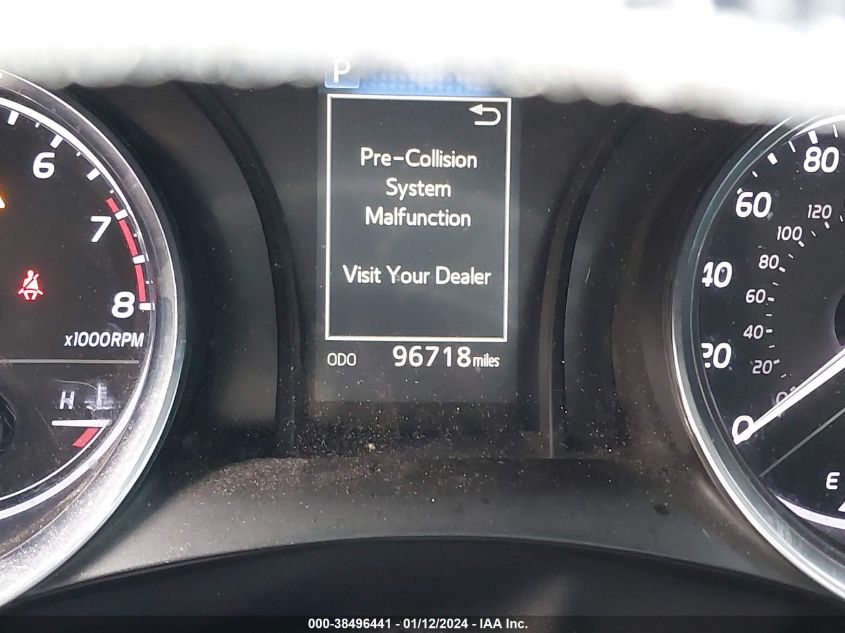 P
Pre-Collision
System
Malfunction
Visit Your Dealer
ODO 96718 miles
6
7
8
x1000RPM
H
80
60
40
20
0
120
100
80
60
40
20
0
E
000-38496441 - 01/12/2024 - IAA Inc.